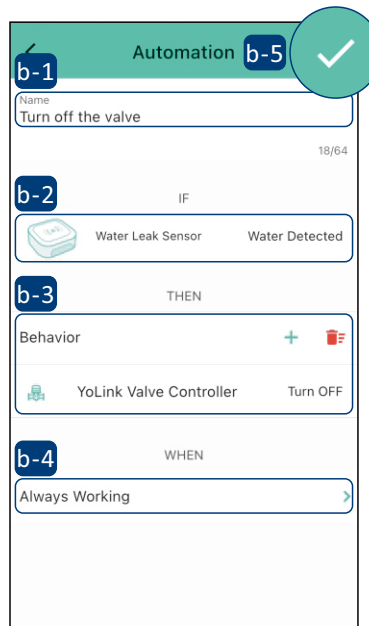 Automation
b-5
b-1
Name
Turn off the valve
18/64
b-2
IF
Water Leak Sensor Water Detected
b-3
THEN
Behavior
YoLink Valve Controller Turn OFF
b-4
WHEN
Always Working